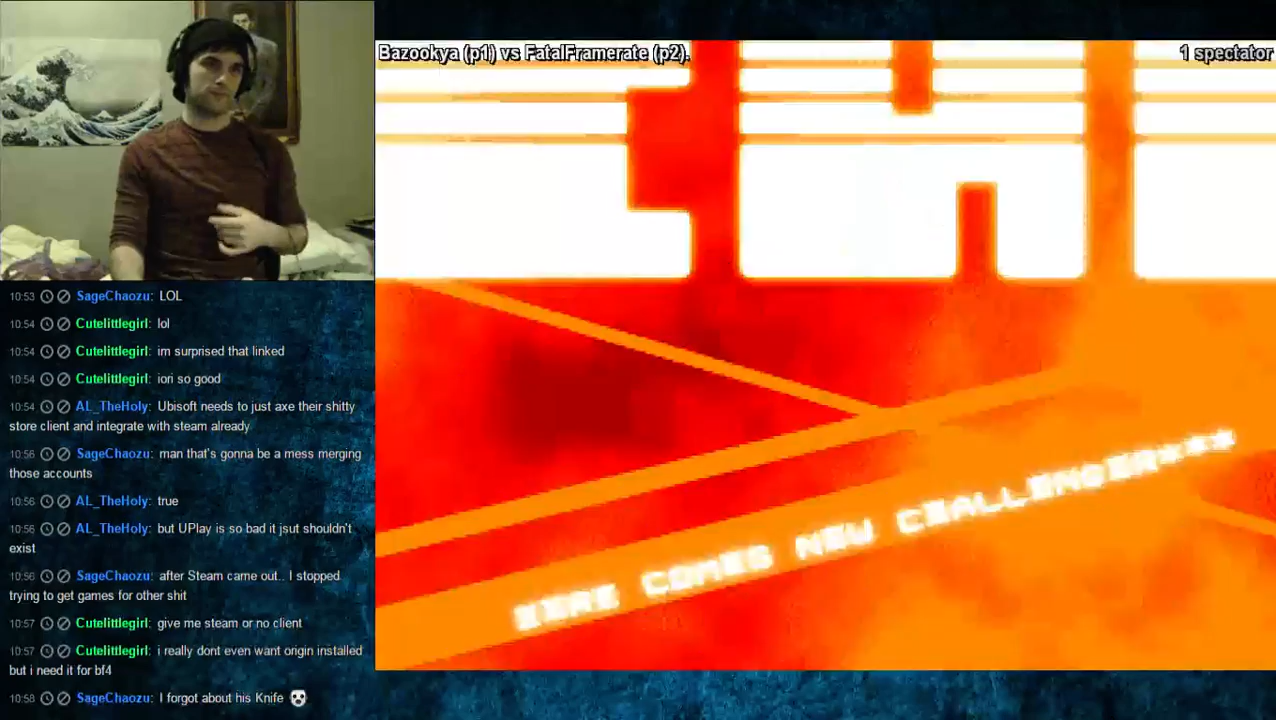 Bazookya (p1) vs FatalFramerate (p2).
1 spectator
10:53 SageChaozu: LOL
10:54 Cutelittlegirl: lol
10:54 Cutelittlegirl: im surprised that linked
10:54 Cutelittlegirl: iori so good
10:54 AL_TheHoly: Ubisoft needs to just axe their shitty
store client and integrate with steam already
10:56 SageChaozu: man that's gonna be a mess merging
those accounts
10:56 AL_TheHoly: true
10:56 AL_TheHoly: but UPlay is so bad it jsut shouldn't
exist
10:56 SageChaozu: after Steam came out.. I stopped
trying to get games for other shit
10:57 Cutelittlegirl: give me steam or no client
10:57 Cutelittlegirl: i really dont even want origin installed
but i need it for bf4
10:58 SageChaozu: I forgot about his Knife
HERE COMES NEW CHALLENGER★★★